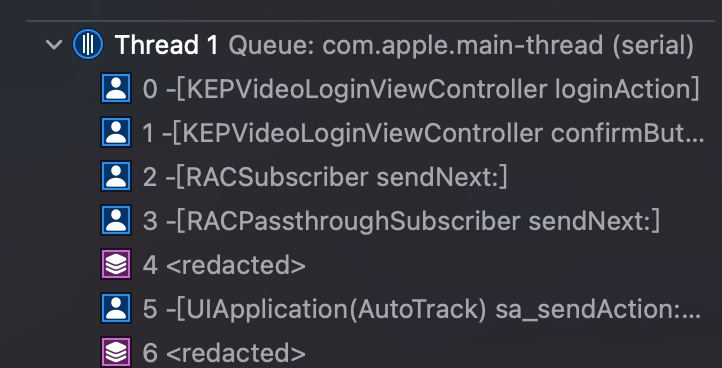 Thread 1 Queue: com.apple.main-thread (serial)
0 -[KEPVideoLoginViewController loginAction]
1 -[KEPVideoLoginViewController confirmBut...
2 -[RACSubscriber sendNext:]
3 -[RACPassthroughSubscriber sendNext:]
4 <redacted>
5 -[UIApplication(AutoTrack) sa_sendAction:...
6 <redacted>